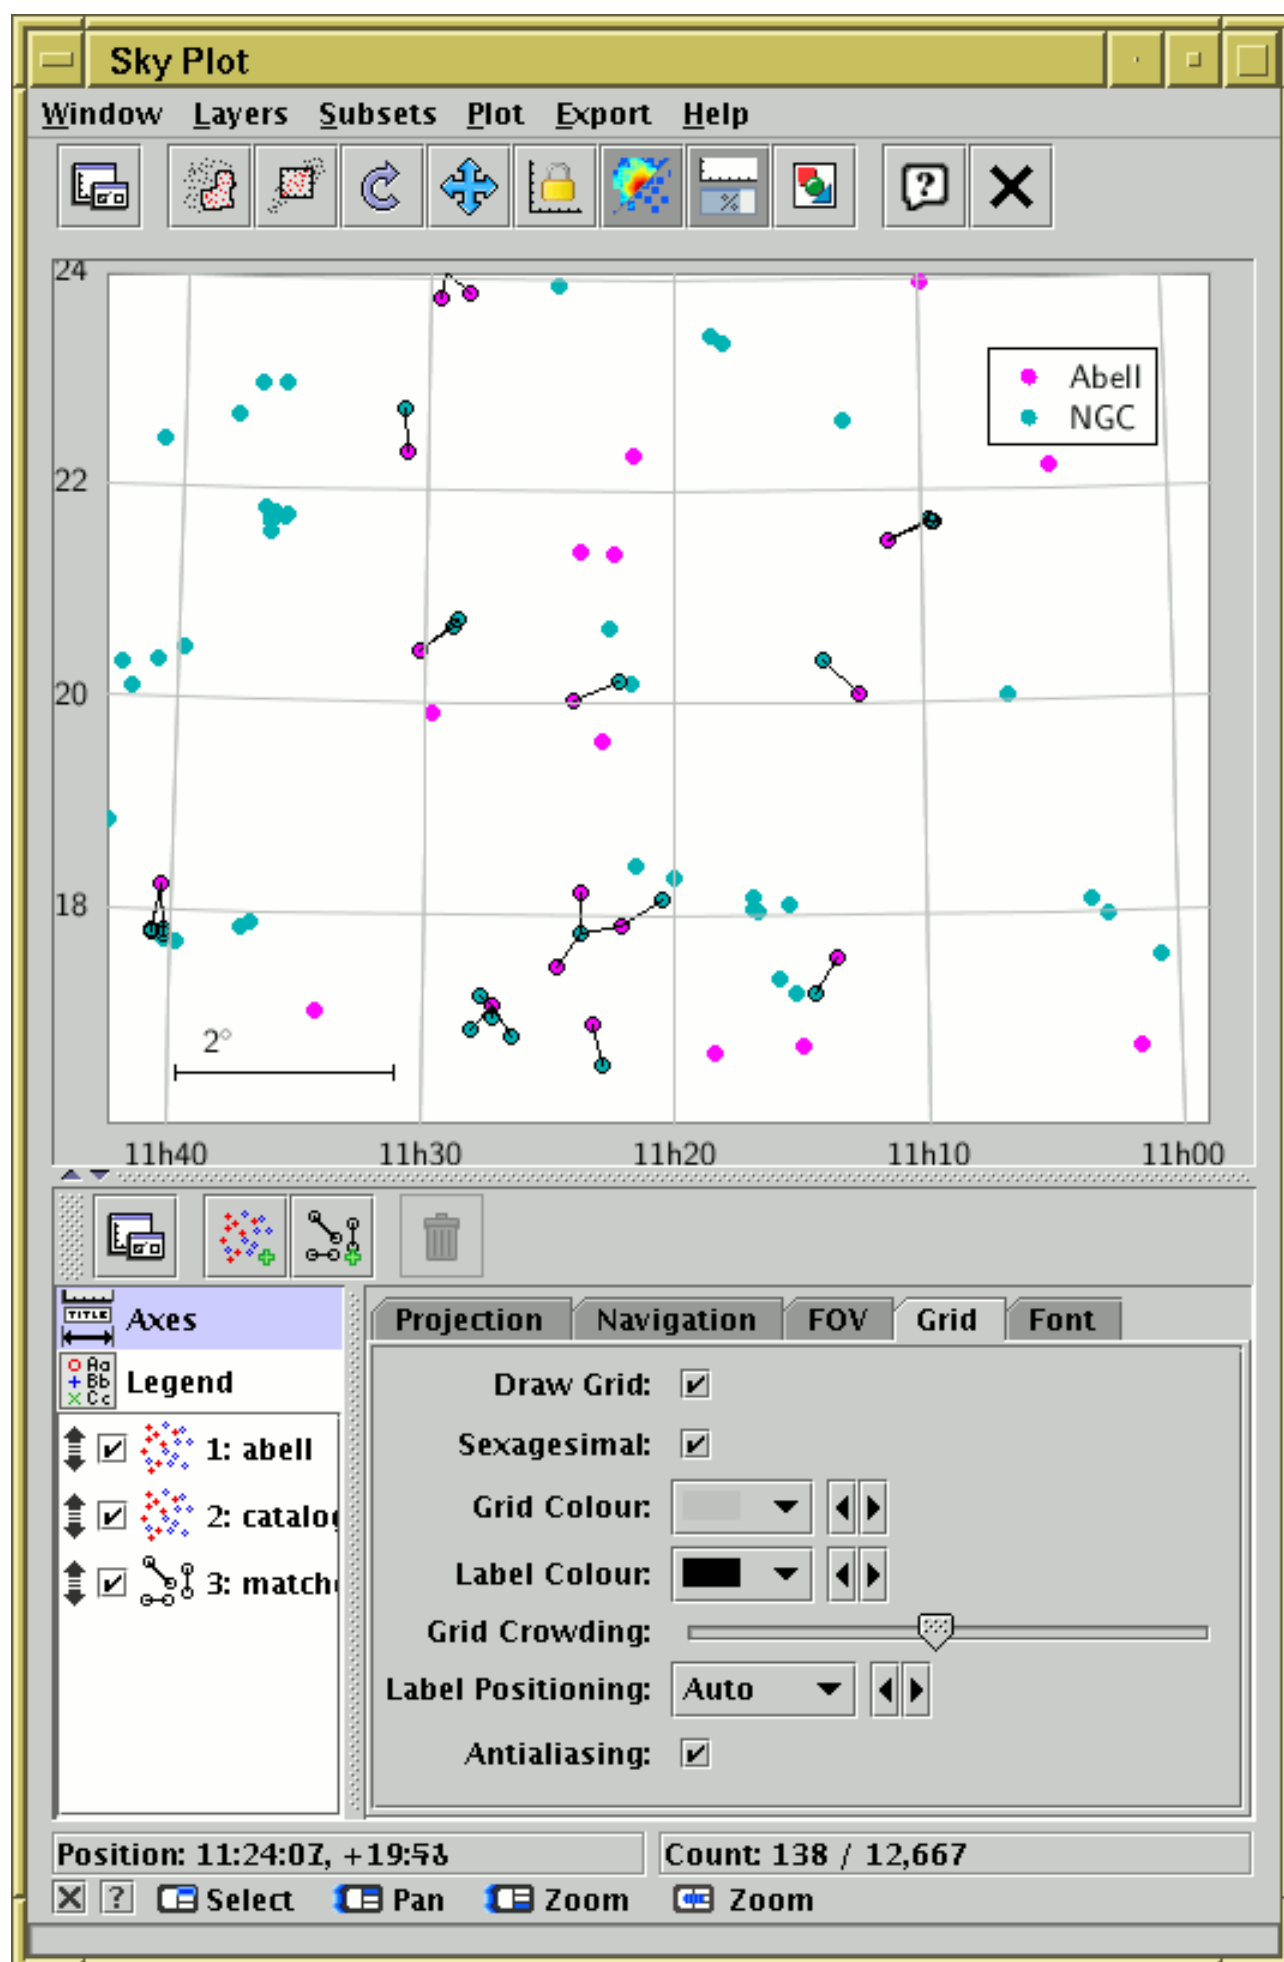 Sky Plot
Window Layers Subsets Plot Export Help
24
Abell
NGC
22
20
18
2°
11h40 11h30 11h20 11h10 11h00
Axes
Projection Navigation FOV Grid Font
Legend
Draw Grid:
1: abell
Sexagesimal:
2: catalog
Grid Colour:
3: match
Label Colour:
Grid Crowding:
Label Positioning: Auto
Antialiasing:
Position: 11:24:07, Count: 138 / 12,667
Select Pan Zoom Zoom